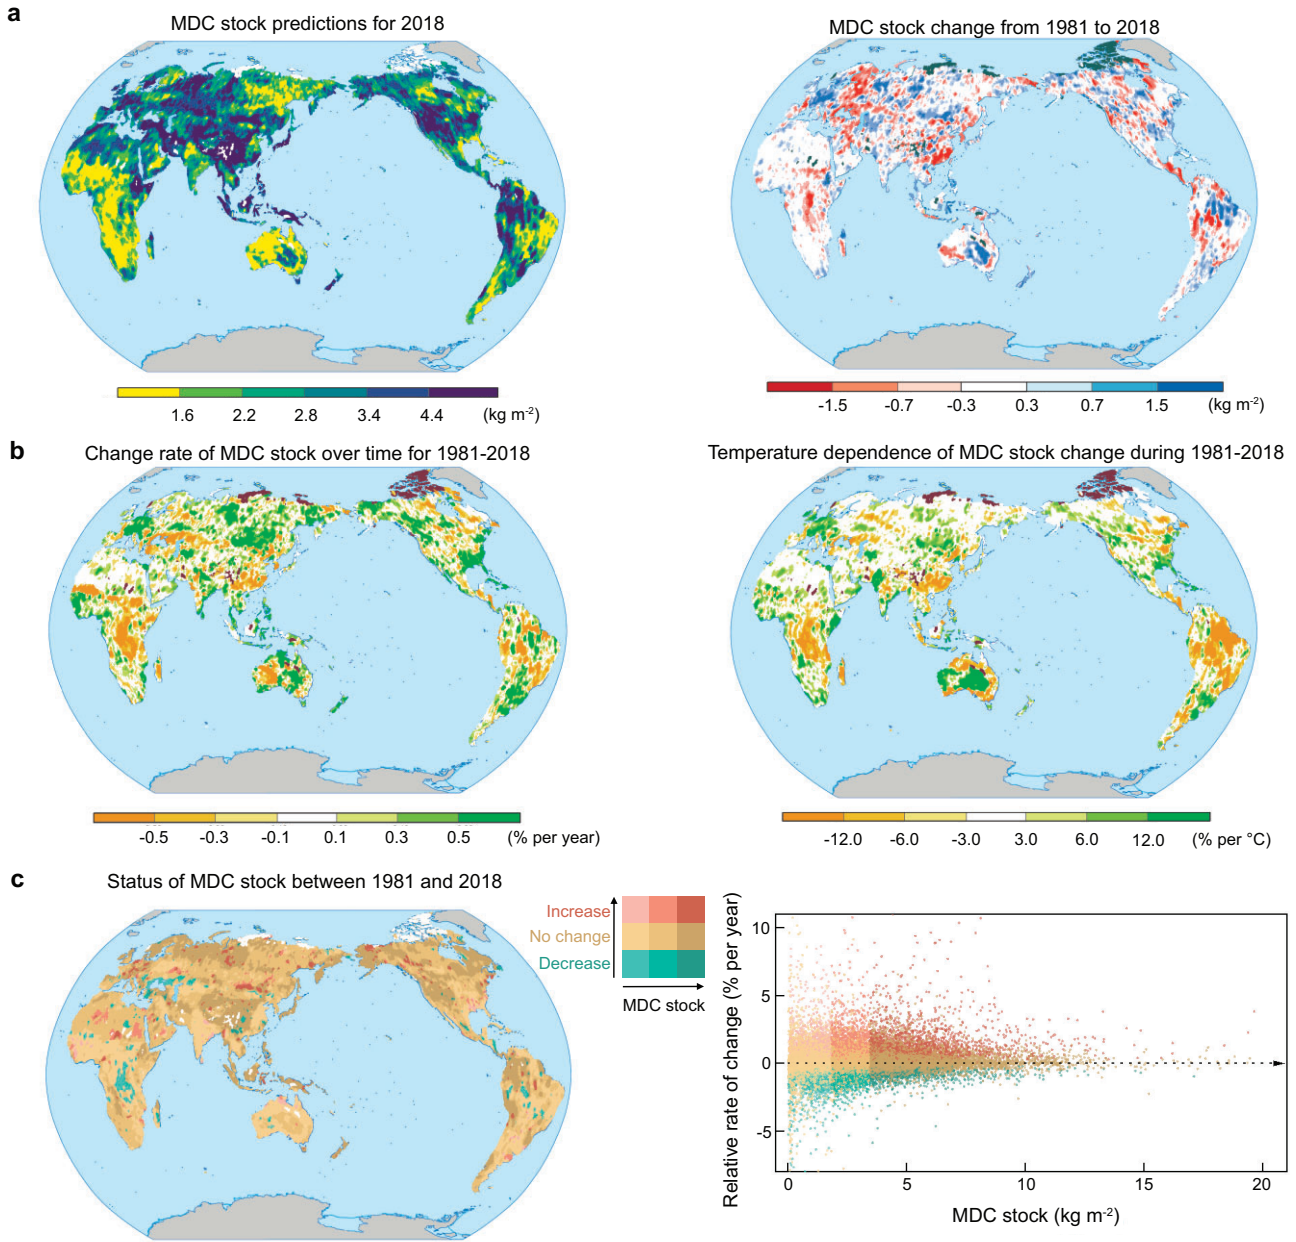 a
MDC stock predictions for 2018
MDC stock change from 1981 to 2018
1.6 2.2 2.8 3.4 4.4 (kg m-2)
-1.5 -0.7 -0.3 0.3 0.7 1.5 (kg m-2)
b
Change rate of MDC stock over time for 1981-2018
Temperature dependence of MDC stock change during 1981-2018
-0.5 -0.3 -0.1 0.1 0.3 0.5 (% per year)
-12.0 -6.0 -3.0 3.0 6.0 12.0 (% per °C)
c
Status of MDC stock between 1981 and 2018
Increase
No change
Decrease
MDC stock
Relative rate of change (% per year)
10
5
0
-5
0 5 10 15 20
MDC stock (kg m-2)